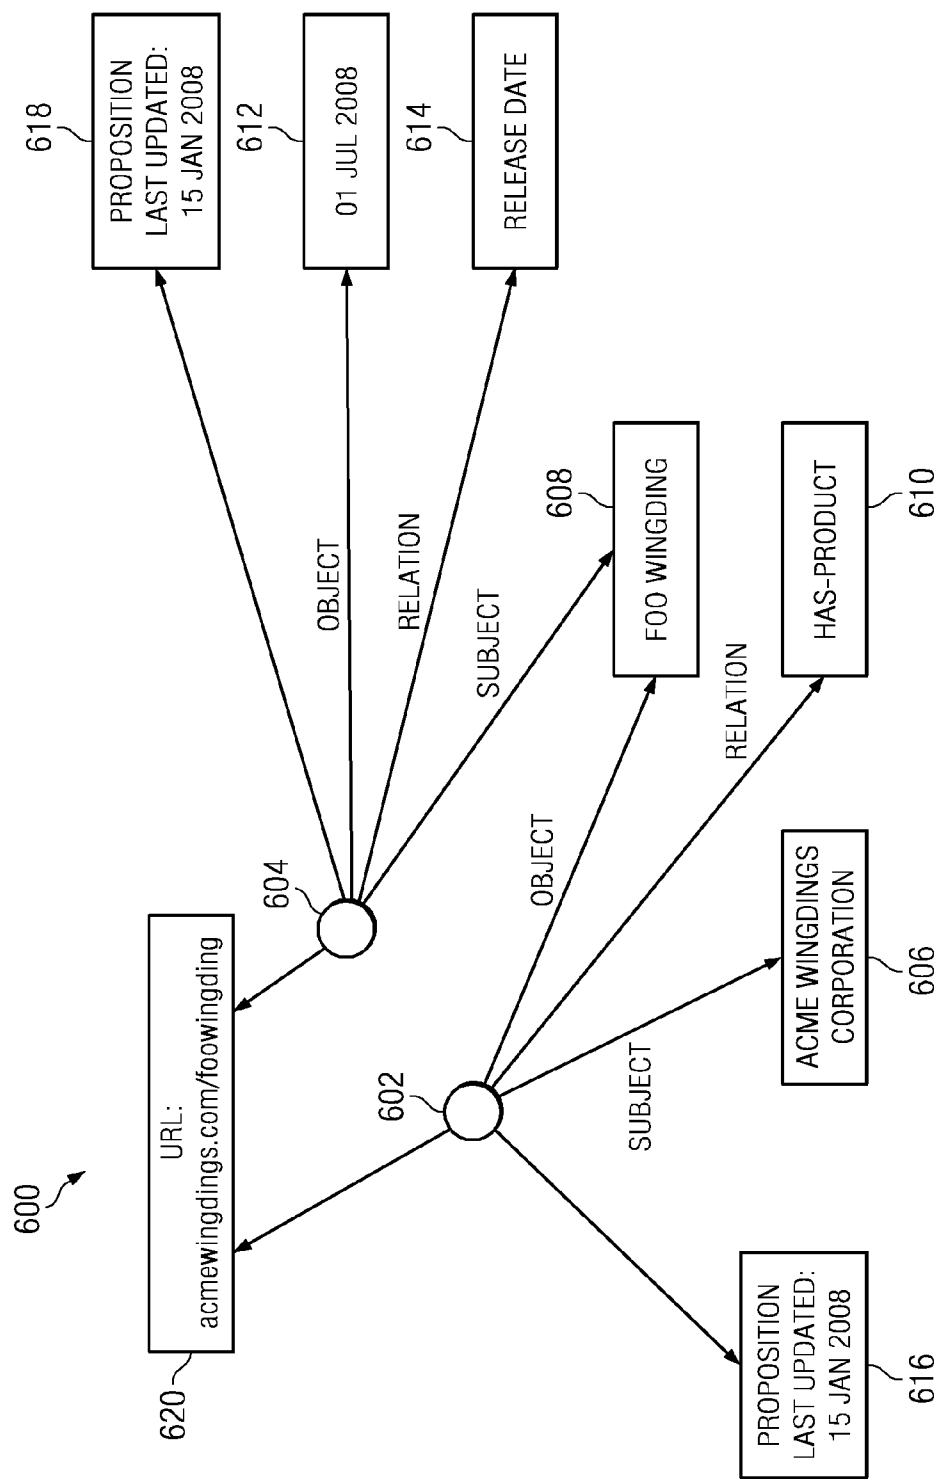 600
620
URL:
acmewingdings.com/foowingding
604
602
618
PROPOSITION
LAST UPDATED:
15 JAN 2008
612
01 JUL 2008
614
RELEASE DATE
OBJECT
RELATION
SUBJECT
608
FOO WINGDING
OBJECT
RELATION
HAS-PRODUCT
610
SUBJECT
ACME WINGDINGS
CORPORATION
606
PROPOSITION
LAST UPDATED:
15 JAN 2008
616